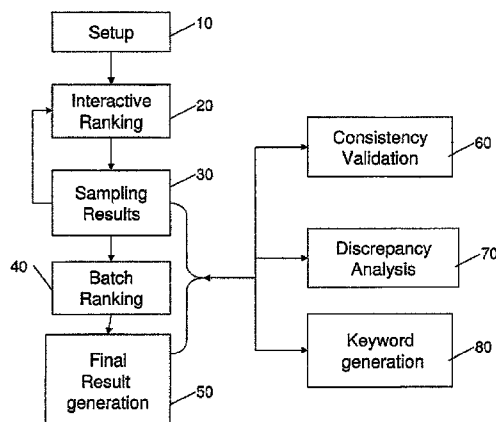 10
Setup
Interactive
Ranking
20
30
Sampling
Results
40
Batch
Ranking
Final
Result
generation
50
Consistency
Validation
60
Discrepancy
Analysis
70
Keyword
generation
80